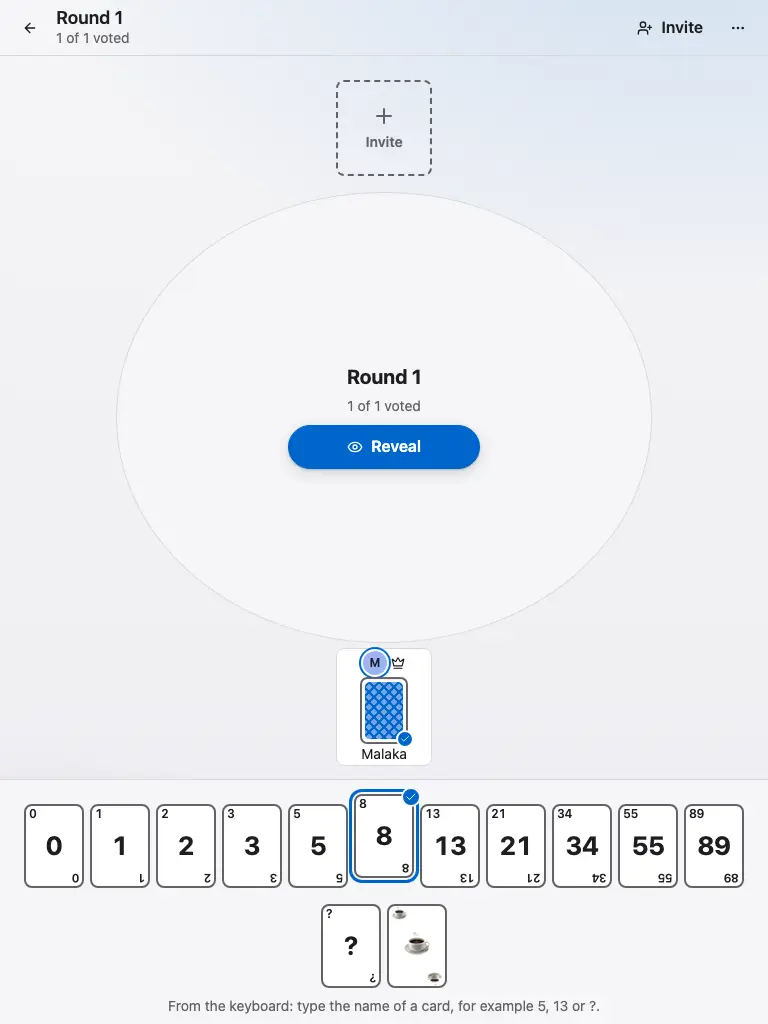 Round 1
1 of 1 voted
Invite
Invite
Round 1
1 of 1 voted
Reveal
M
Malaka
0 0 0
1 1 1
2 2 2
3 3 3
5 5 5
8 8 8
13 13 13
21 21 21
34 34 34
55 55 55
89 89 89
? ? ?
From the keyboard: type the name of a card, for example 5, 13 or ?.